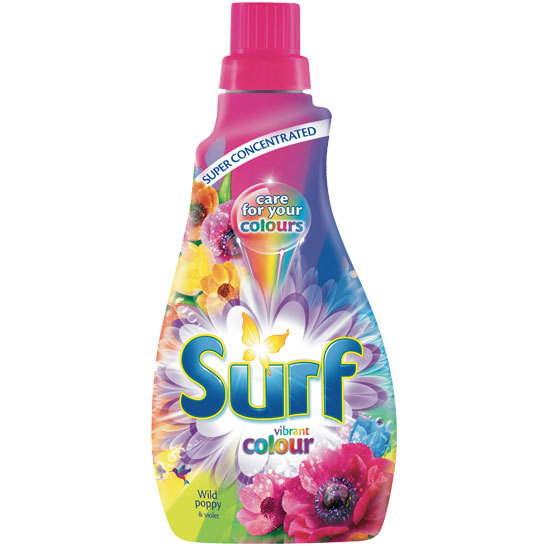 SUPER CONCENTRATED
care
for your
colours
Surf
vibrant
colour
Wild
poppy
& violet